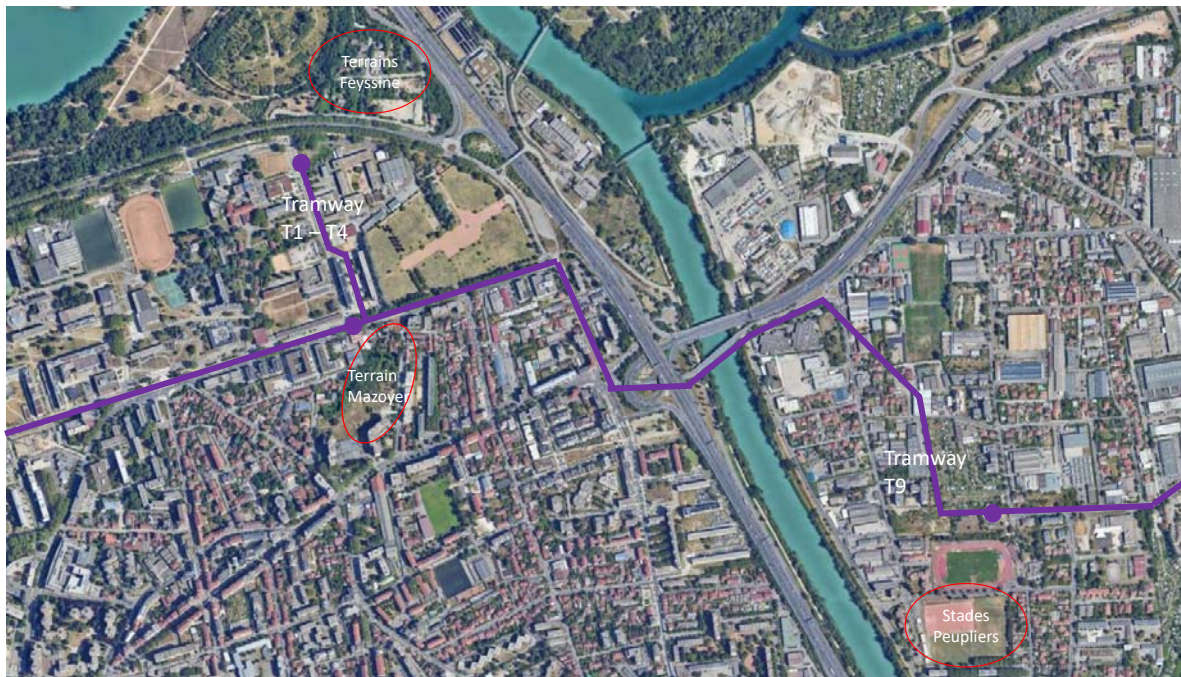 Terrains
Feyssine
Tramway
T1 – T4
Terrain
Mazoyer
Tramway
T9
Stades
Peupliers